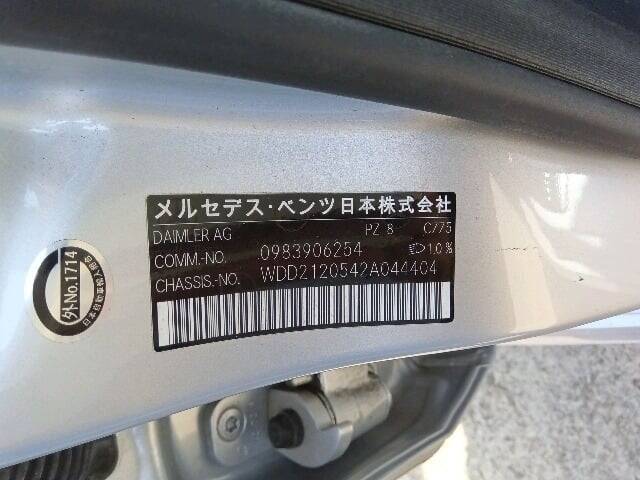 メルセデス・ベンツ日本株式会社
DAIMLER AG PZ 8 C775
COMM-NO. 0983906254 1.0%
CHASSIS.-NO. WDD2120542A044404
外No.1714